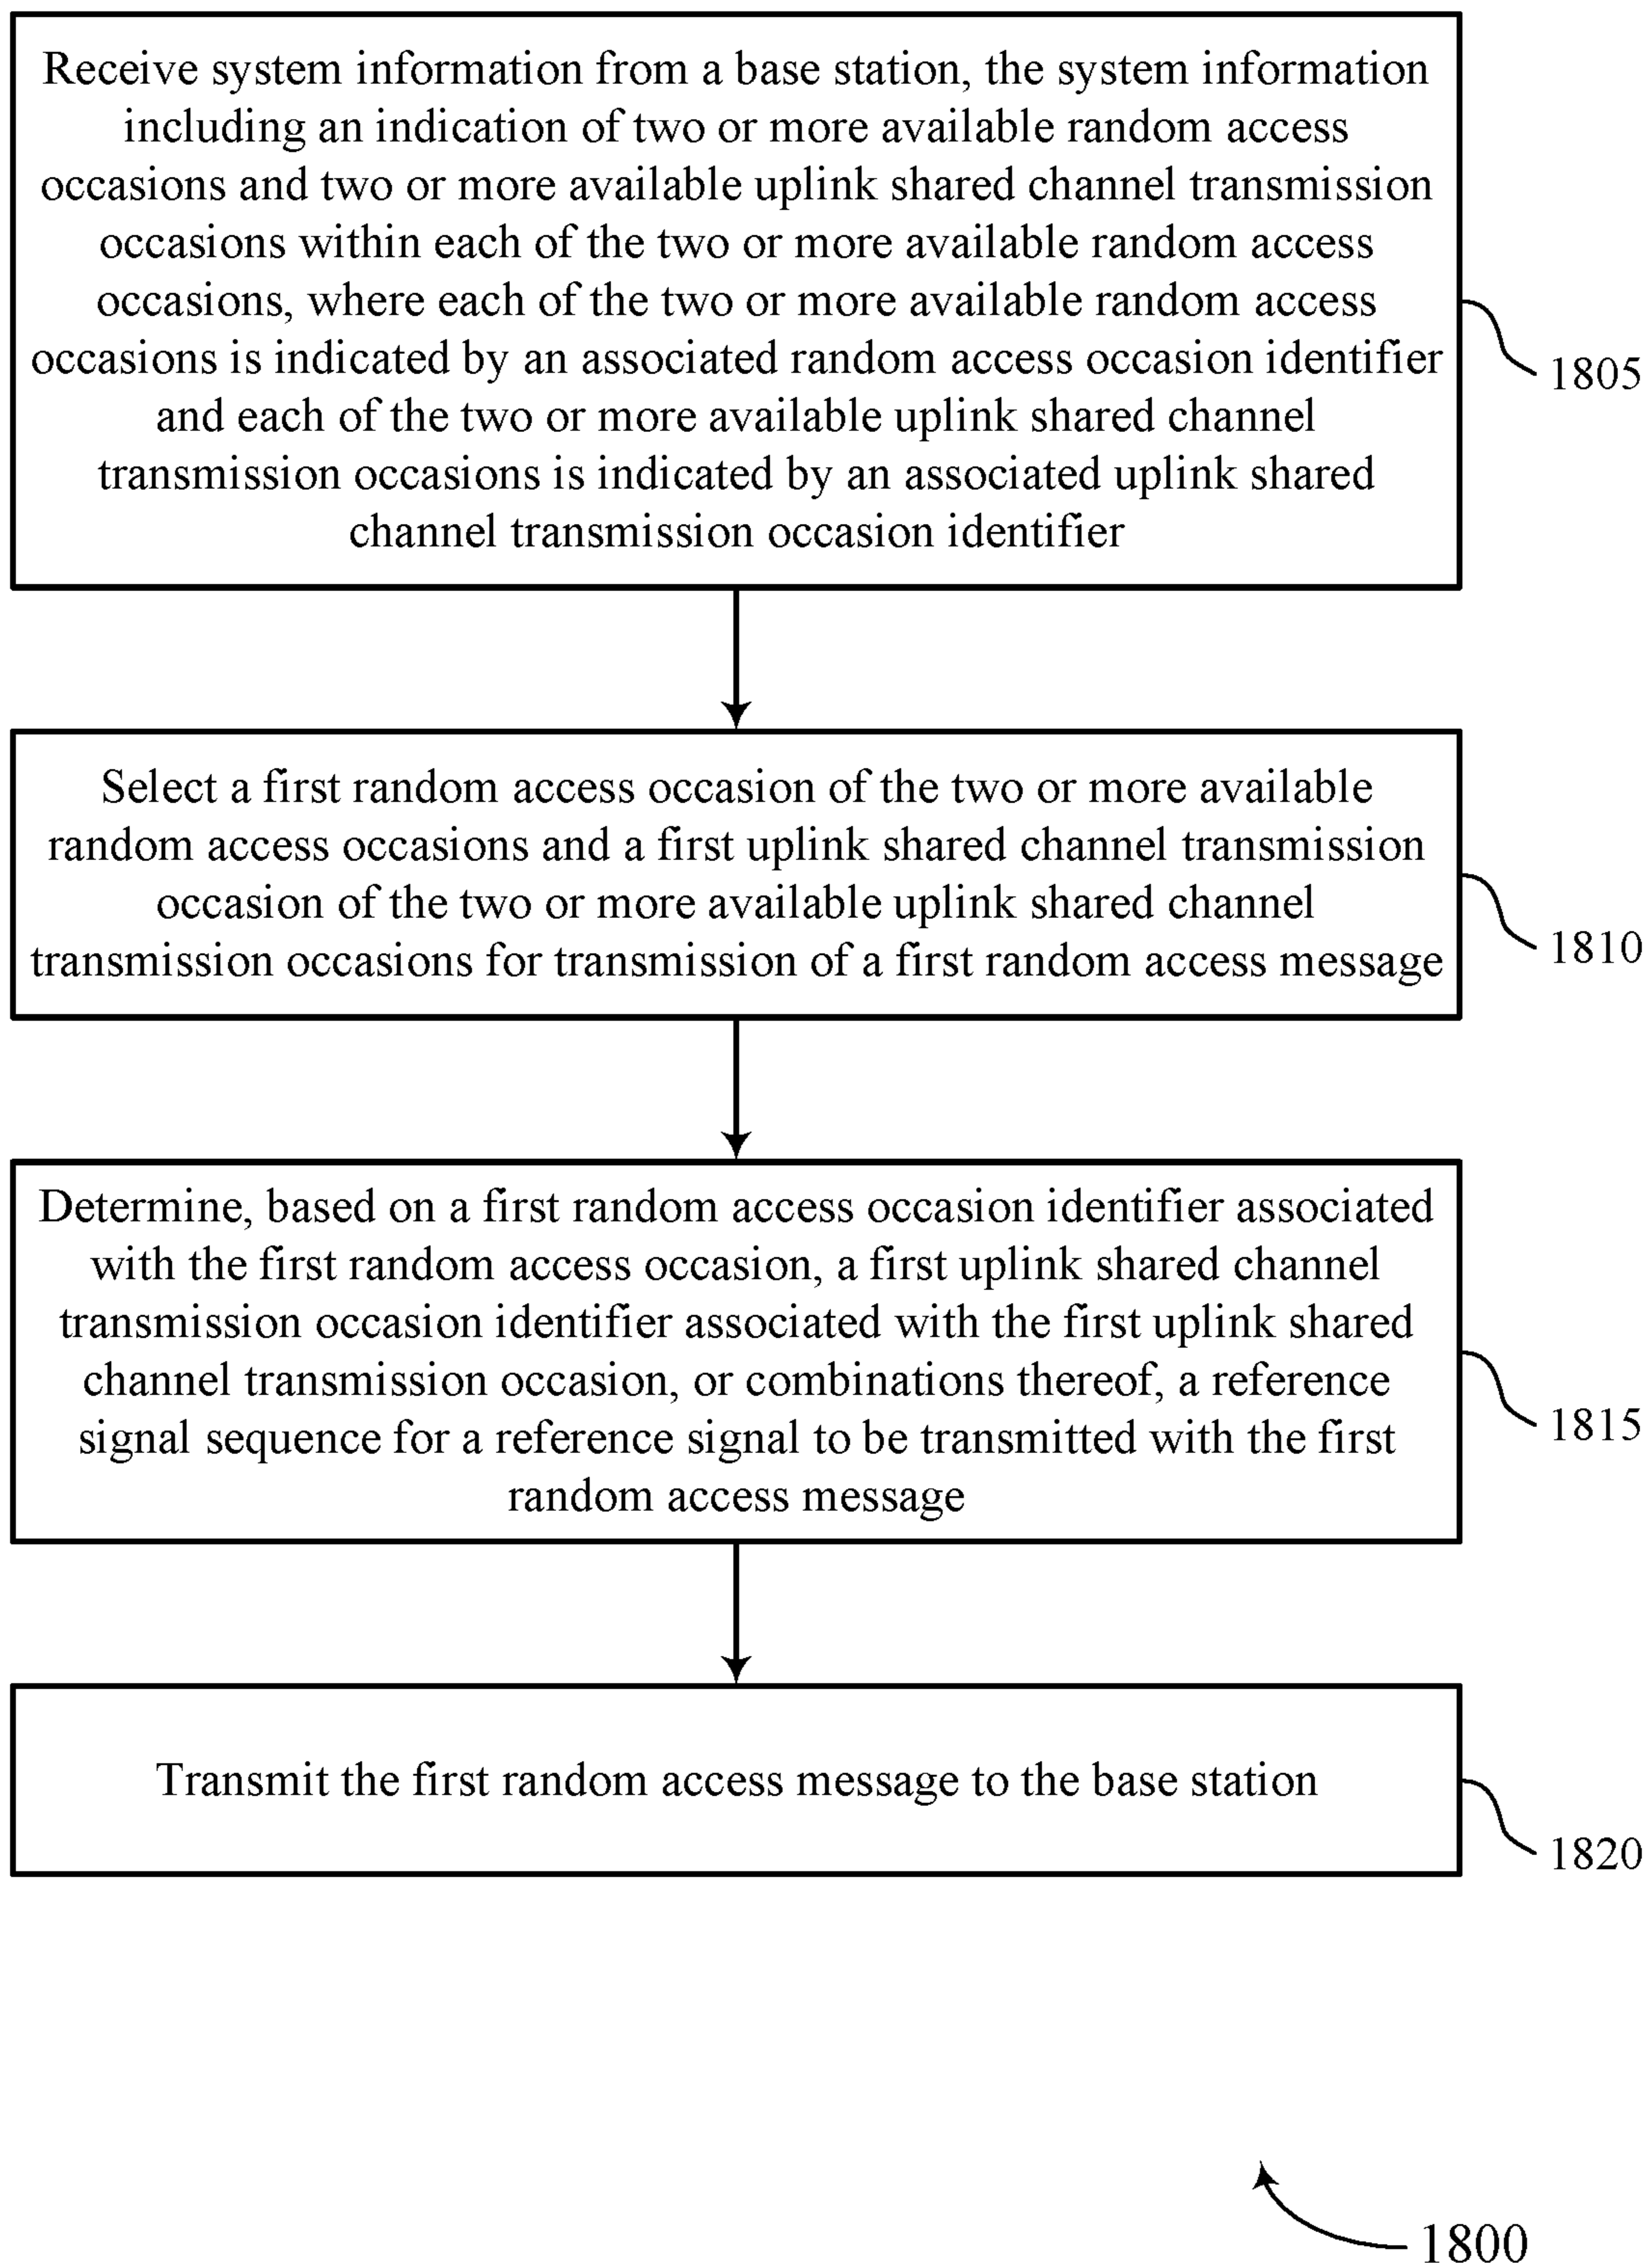 Receive system information from a base station, the system information
including an indication of two or more available random access
occasions and two or more available uplink shared channel transmission
occasions within each of the two or more available random access
occasions, where each of the two or more available random access
occasions is indicated by an associated random access occasion identifier
and each of the two or more available uplink shared channel
transmission occasions is indicated by an associated uplink shared
channel transmission occasion identifier
1805
Select a first random access occasion of the two or more available
random access occasions and a first uplink shared channel transmission
occasion of the two or more available uplink shared channel
transmission occasions for transmission of a first random access message
1810
Determine, based on a first random access occasion identifier associated
with the first random access occasion, a first uplink shared channel
transmission occasion identifier associated with the first uplink shared
channel transmission occasion, or combinations thereof, a reference
signal sequence for a reference signal to be transmitted with the first
random access message
1815
Transmit the first random access message to the base station
1820
1800